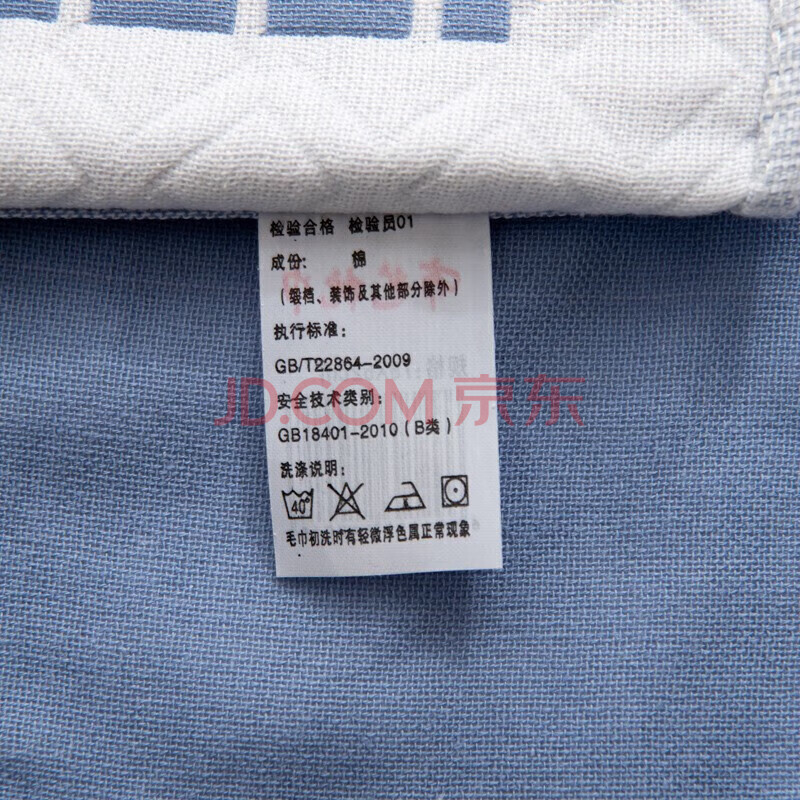 检验合格 检验员01
成份: 棉
(缎档、装饰及其他部分除外)
执行标准:
GB/T22864-2009
JD.COM 京东
安全技术类别:
GB18401-2010(B类)
洗涤说明:
40°
毛巾初洗时有轻微浮色属正常现象